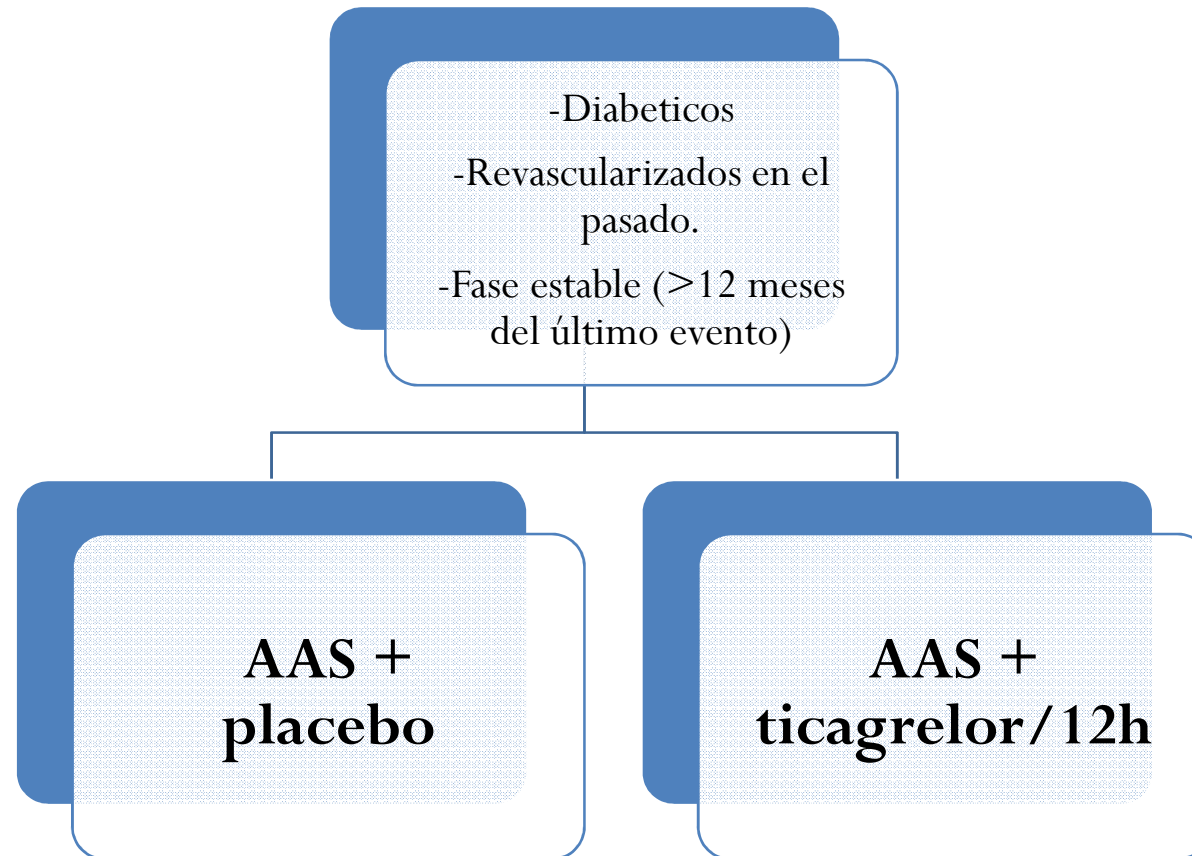 -Diabeticos
-Revascularizados en el
pasado.
-Fase estable (>12 meses
del último evento)
AAS +
placebo
AAS +
ticagrelor/12h